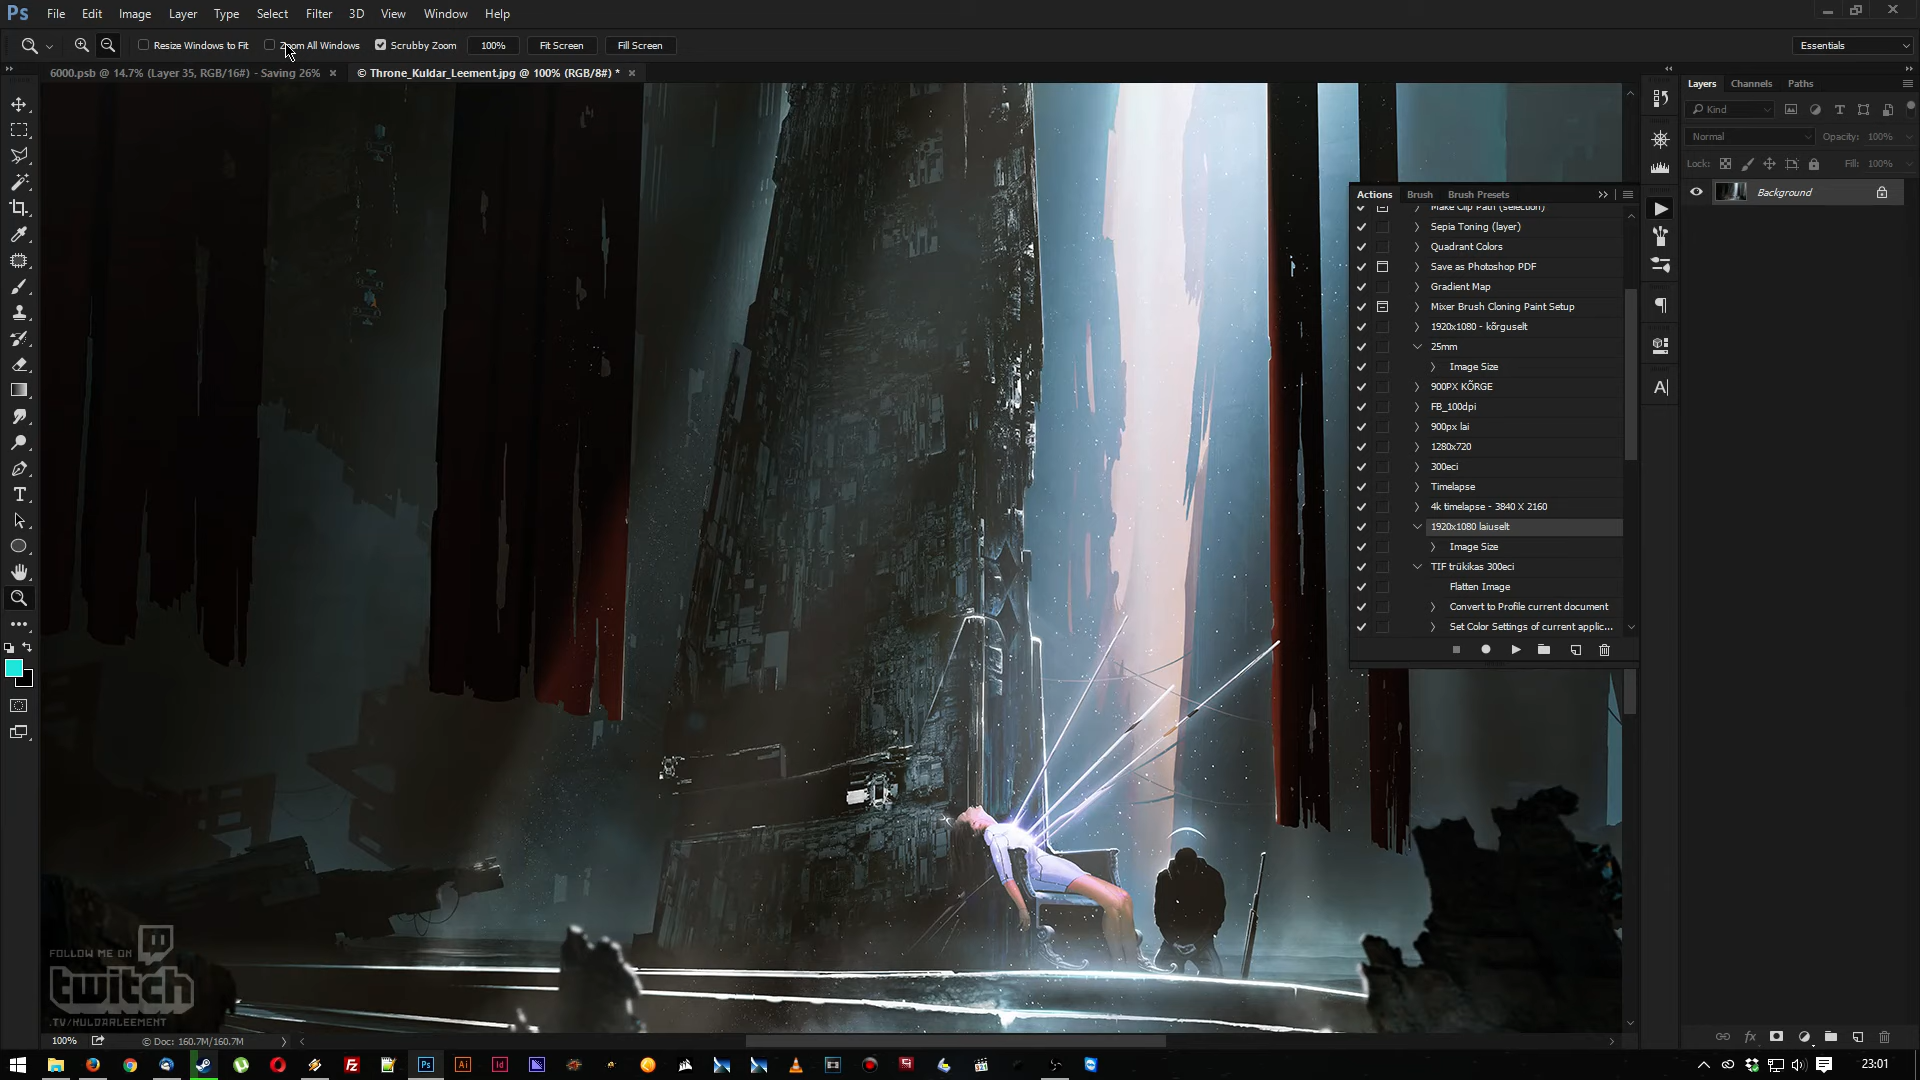 Ps File Edit Image Layer Type Select Filter 3D View Window Help
Resize Windows to Fit Zoom All Windows Scrubby Zoom 100% Fit Screen Fill Screen Essentials
6000.psb @ 14.7% (Layer 35, RGB/16#) - Saving 26% × © Throne_Kuldar_Leement.jpg @ 100% (RGB/8#) * ×
Layers Channels Paths
Kind
Normal Opacity: 100%
Lock: Fill: 100%
Background
Actions Brush Brush Presets
Make Clip Path (selection)
Sepia Toning (layer)
Quadrant Colors
Save as Photoshop PDF
Gradient Map
Mixer Brush Cloning Paint Setup
1920x1080 - kõrguselt
25mm
Image Size
900PX KÕRGE
FB_100dpi
900px lai
1280x720
300eci
Timelapse
4k timelapse - 3840 X 2160
1920x1080 laiuselt
Image Size
TIF trükikas 300eci
Flatten Image
Convert to Profile current document
Set Color Settings of current applic...
FOLLOW ME ON
twitch
.TV/KULDARLEEMENT
100% © Doc: 160.7M/160.7M
23:01